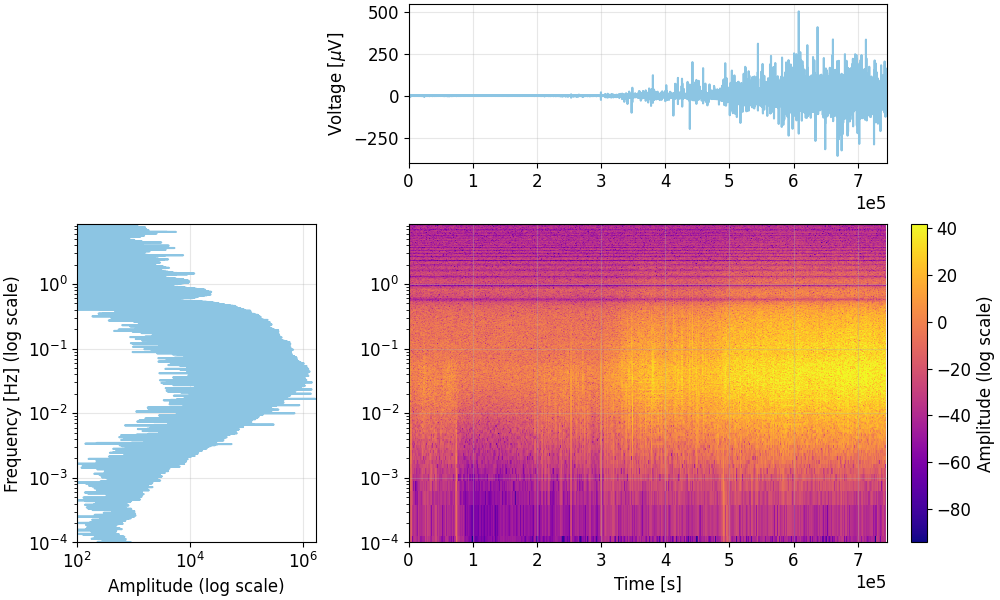 500
250
0
−250
Voltage [μV]
0 1 2 3 4 5 6 7
1e5
10⁰
10⁻¹
10⁻²
10⁻³
10⁻⁴
Frequency [Hz] (log scale)
10² 10⁴ 10⁶
Amplitude (log scale)
10⁰
10⁻¹
10⁻²
10⁻³
10⁻⁴
0 1 2 3 4 5 6 7
1e5
Time [s]
40
20
0
−20
−40
−60
−80
Amplitude (log scale)